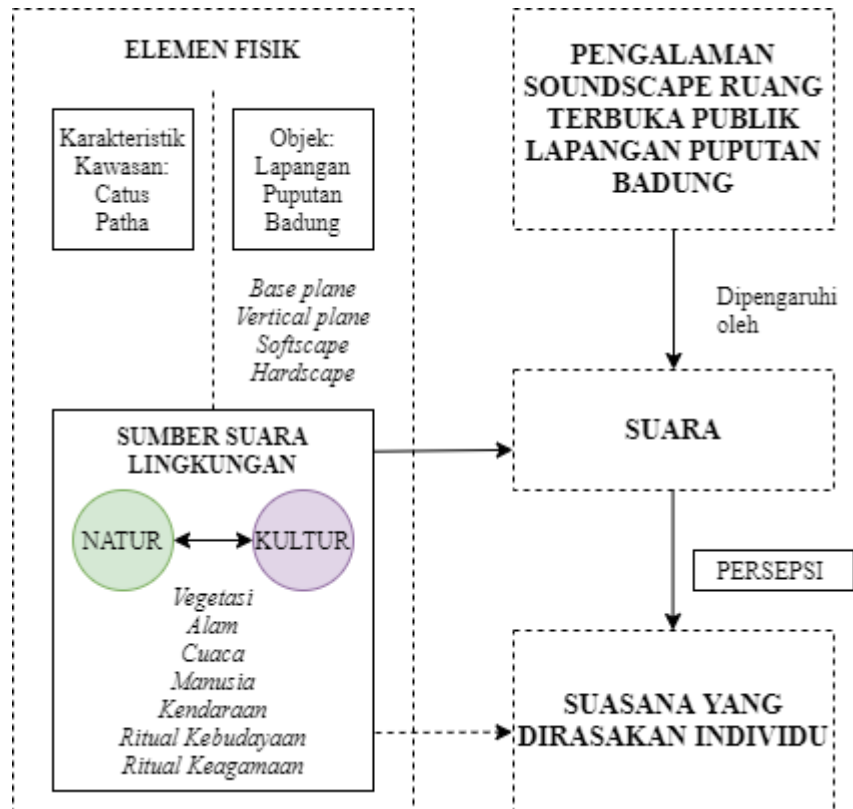 ELEMEN FISIK
Karakteristik
Kawasan:
Catus
Patha
Objek:
Lapangan
Puputan
Badung
Base plane
Vertical plane
Softscape
Hardscape
SUMBER SUARA
LINGKUNGAN
NATUR
KULTUR
Vegetasi
Alam
Cuaca
Manusia
Kendaraan
Ritual Kebudayaan
Ritual Keagamaan
PENGALAMAN
SOUNDSCAPE RUANG
TERBUKA PUBLIK
LAPANGAN PUPUTAN
BADUNG
Dipengaruhi
oleh
SUARA
PERSEPSI
SUASANA YANG
DIRASAKAN INDIVIDU